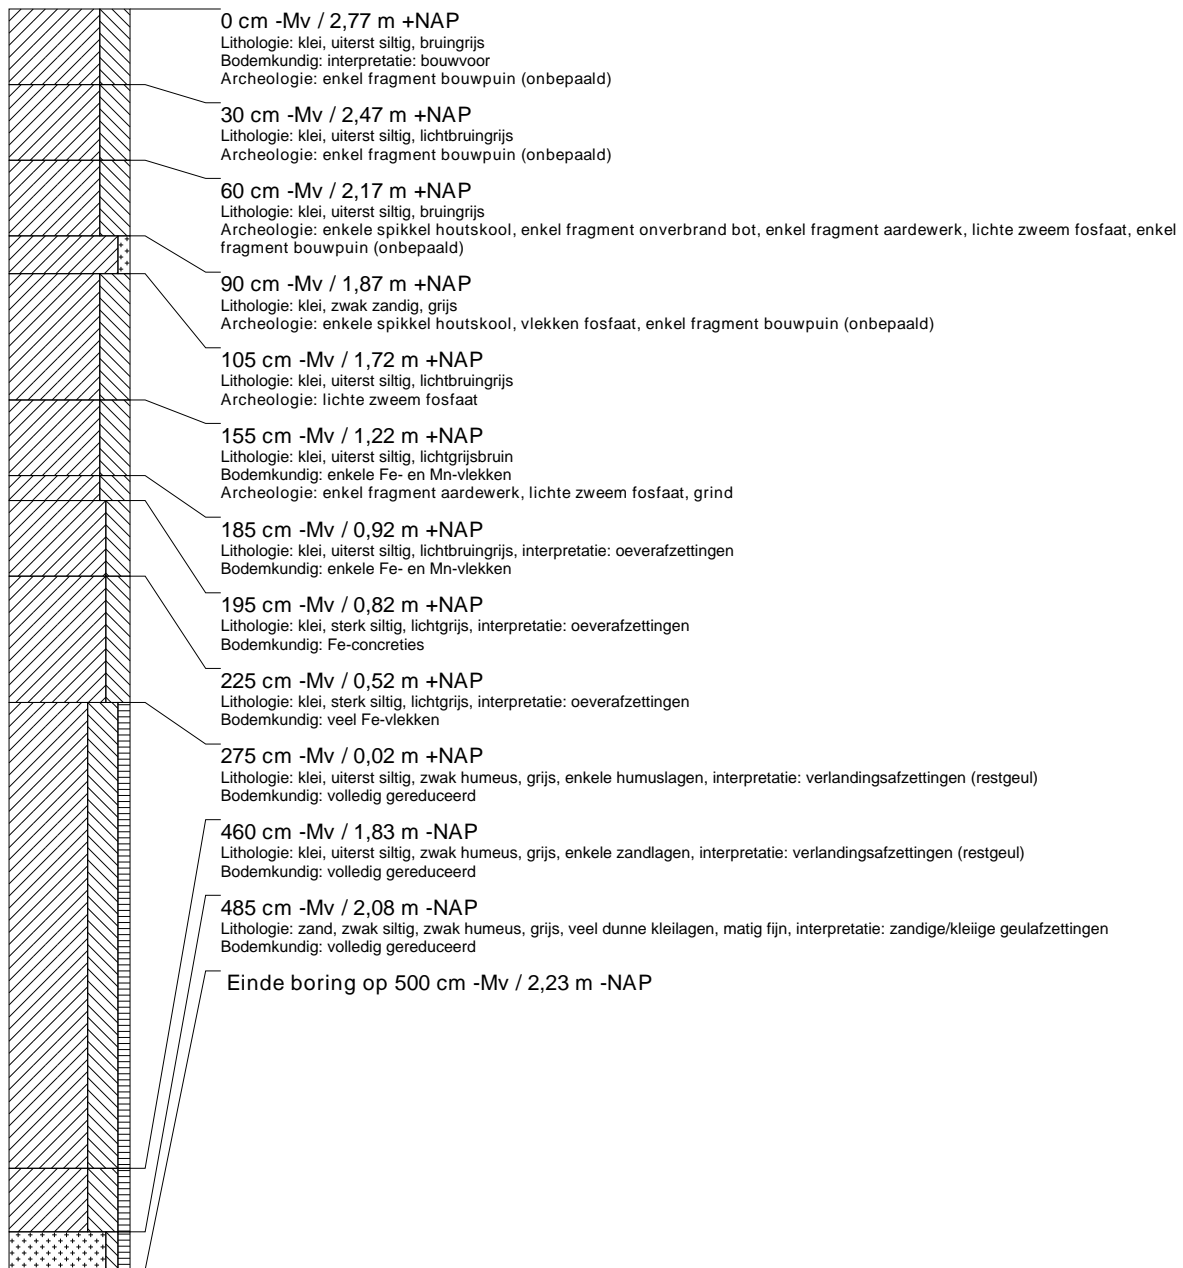 0 cm -Mv / 2,77 m +NAP
Lithologie: klei, uiterst siltig, bruingrijs
Bodemkundig: interpretatie: bouwvoor
Archeologie: enkel fragment bouwpuin (onbepaald)
30 cm -Mv / 2,47 m +NAP
Lithologie: klei, uiterst siltig, lichtbruingrijs
Archeologie: enkel fragment bouwpuin (onbepaald)
60 cm -Mv / 2,17 m +NAP
Lithologie: klei, uiterst siltig, bruingrijs
Archeologie: enkele spikkel houtskool, enkel fragment onverbrand bot, enkel fragment aardewerk, lichte zweem fosfaat, enkel
fragment bouwpuin (onbepaald)
90 cm -Mv / 1,87 m +NAP
Lithologie: klei, zwak zandig, grijs
Archeologie: enkele spikkel houtskool, vlekken fosfaat, enkel fragment bouwpuin (onbepaald)
105 cm -Mv / 1,72 m +NAP
Lithologie: klei, uiterst siltig, lichtbruingrijs
Archeologie: lichte zweem fosfaat
155 cm -Mv / 1,22 m +NAP
Lithologie: klei, uiterst siltig, lichtgrijsbruin
Bodemkundig: enkele Fe- en Mn-vlekken
Archeologie: enkel fragment aardewerk, lichte zweem fosfaat, grind
185 cm -Mv / 0,92 m +NAP
Lithologie: klei, uiterst siltig, lichtbruingrijs, interpretatie: oeverafzettingen
Bodemkundig: enkele Fe- en Mn-vlekken
195 cm -Mv / 0,82 m +NAP
Lithologie: klei, sterk siltig, lichtgrijs, interpretatie: oeverafzettingen
Bodemkundig: Fe-concreties
225 cm -Mv / 0,52 m +NAP
Lithologie: klei, sterk siltig, lichtgrijs, interpretatie: oeverafzettingen
Bodemkundig: veel Fe-vlekken
275 cm -Mv / 0,02 m +NAP
Lithologie: klei, uiterst siltig, zwak humeus, grijs, enkele humuslagen, interpretatie: verlandingsafzettingen (restgeul)
Bodemkundig: volledig gereduceerd
460 cm -Mv / 1,83 m -NAP
Lithologie: klei, uiterst siltig, zwak humeus, grijs, enkele zandlagen, interpretatie: verlandingsafzettingen (restgeul)
Bodemkundig: volledig gereduceerd
485 cm -Mv / 2,08 m -NAP
Lithologie: zand, zwak siltig, zwak humeus, grijs, veel dunne kleilagen, matig fijn, interpretatie: zandige/kleiige geulafzettingen
Bodemkundig: volledig gereduceerd
Einde boring op 500 cm -Mv / 2,23 m -NAP